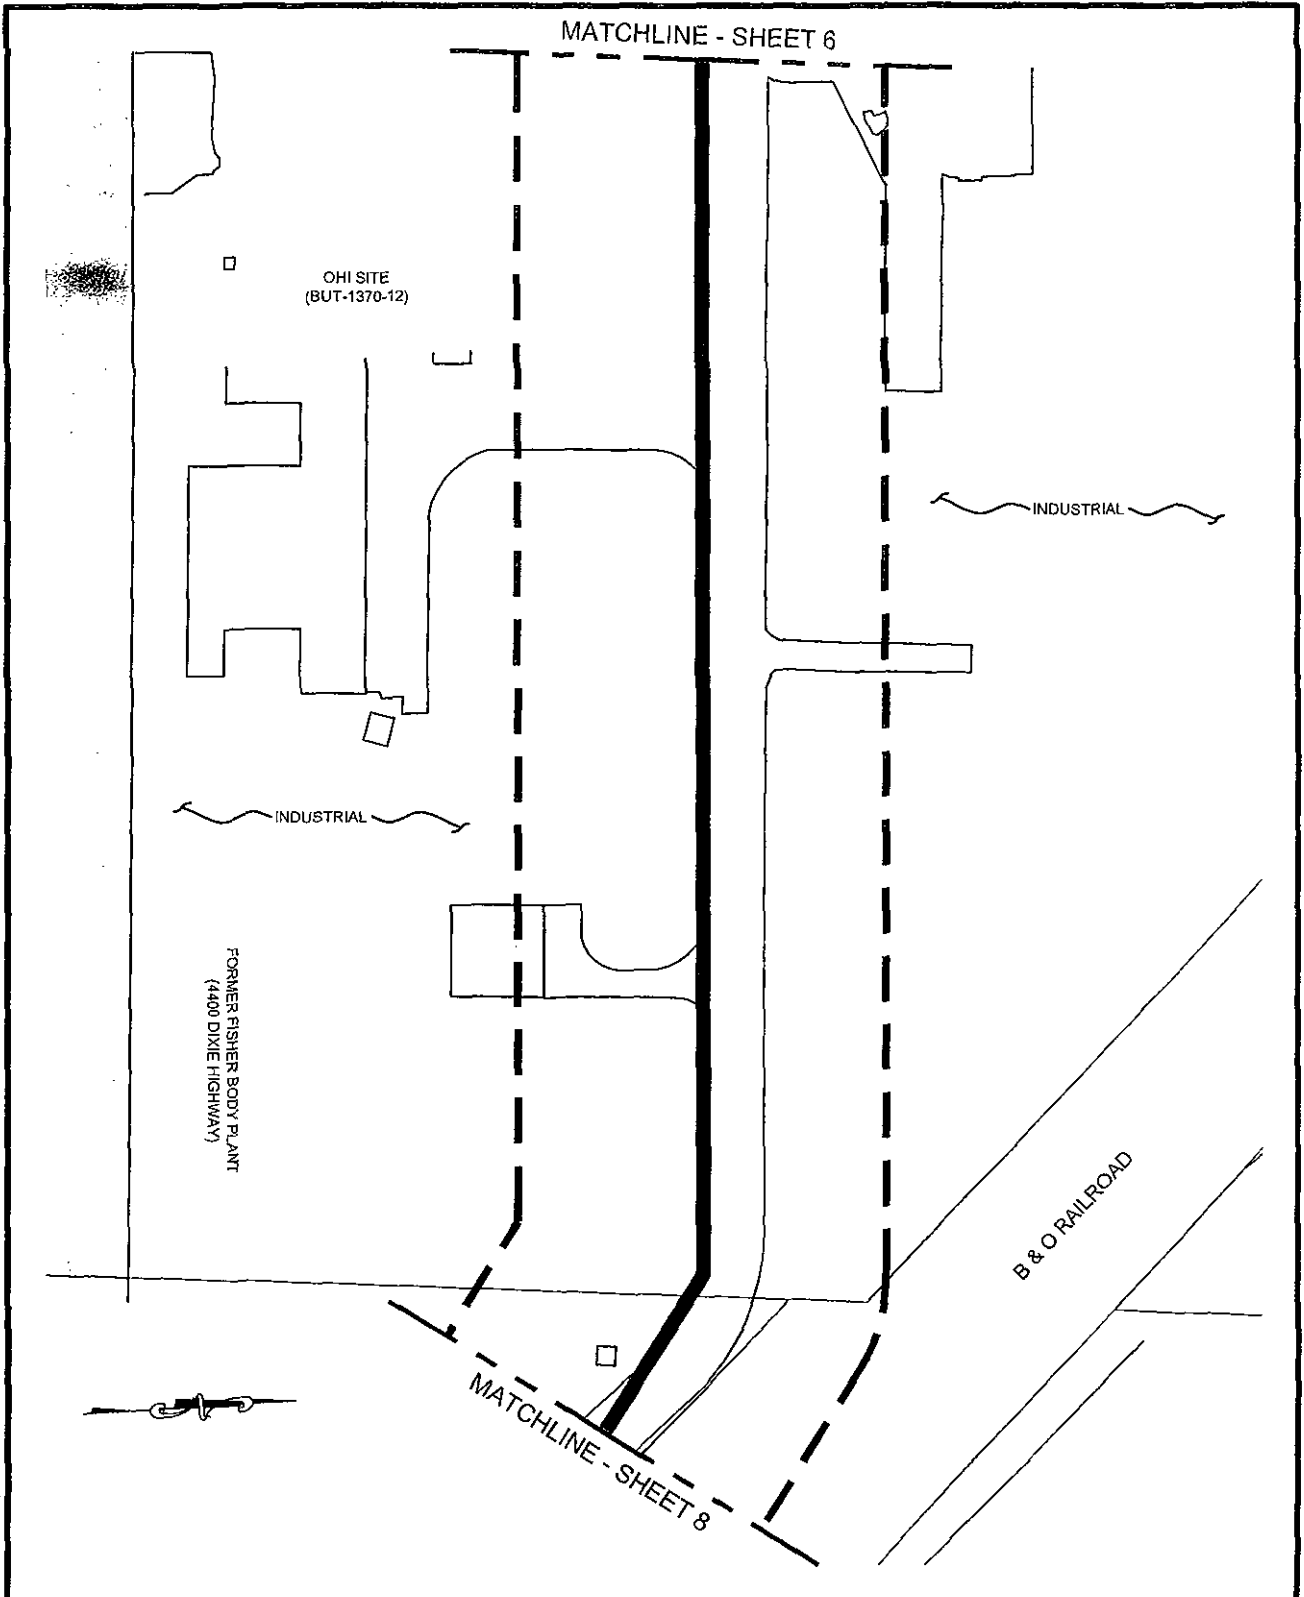 MATCHLINE - SHEET 6
OHI SITE
(BUT-1370-12)
INDUSTRIAL
INDUSTRIAL
FORMER FISHER BODY PLANT
(4400 DIXIE HIGHWAY)
B & O RAILROAD
MATCHLINE - SHEET 8